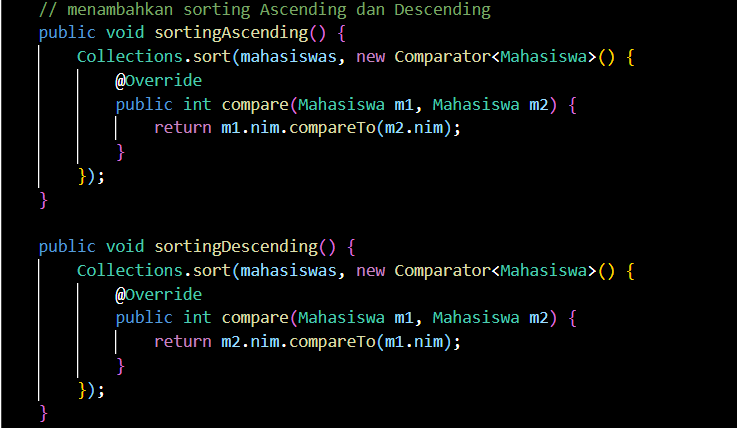 // menambahkan sorting Ascending dan Descending
public void sortingAscending() {
Collections.sort(mahasiswas, new Comparator<Mahasiswa>() {
@Override
public int compare(Mahasiswa m1, Mahasiswa m2) {
return m1.nim.compareTo(m2.nim);
}
});
}
public void sortingDescending() {
Collections.sort(mahasiswas, new Comparator<Mahasiswa>() {
@Override
public int compare(Mahasiswa m1, Mahasiswa m2) {
return m2.nim.compareTo(m1.nim);
}
});
}